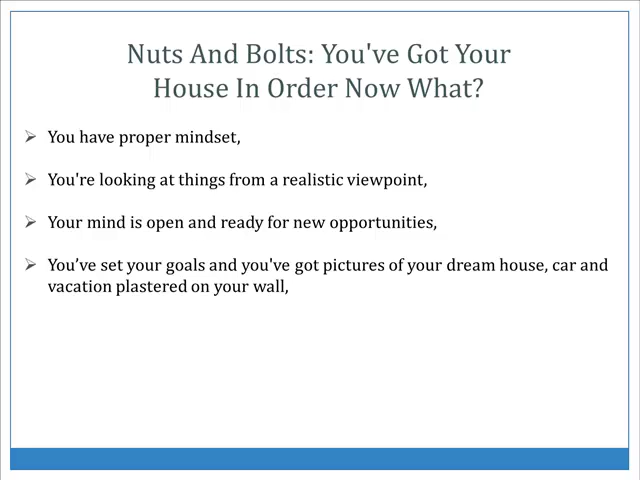 Nuts And Bolts: You've Got Your
House In Order Now What?
➢ You have proper mindset,
➢ You're looking at things from a realistic viewpoint,
➢ Your mind is open and ready for new opportunities,
➢ You’ve set your goals and you've got pictures of your dream house, car and
vacation plastered on your wall,